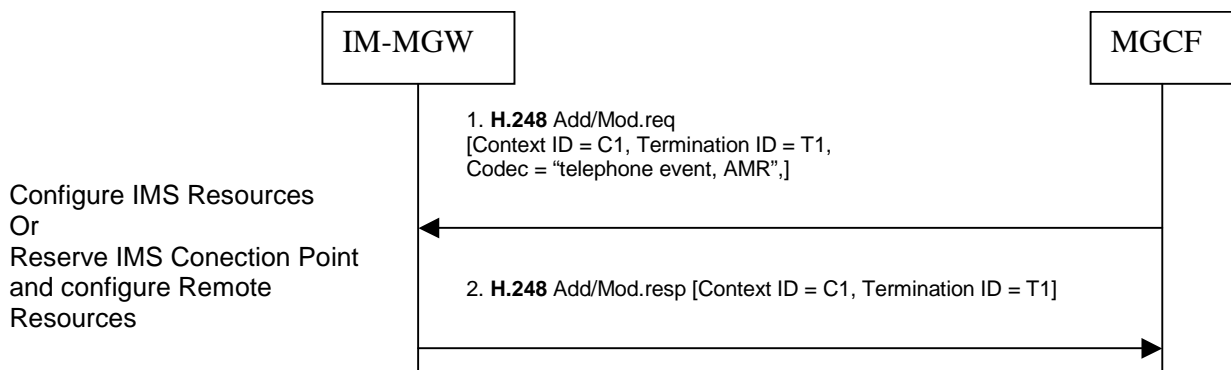 IM-MGW
MGCF
1. H.248 Add/Mod.req
[Context ID = C1, Termination ID = T1,
Codec = “telephone event, AMR”,]
Configure IMS Resources
Or
Reserve IMS Conection Point
and configure Remote
Resources
2. H.248 Add/Mod.resp [Context ID = C1, Termination ID = T1]